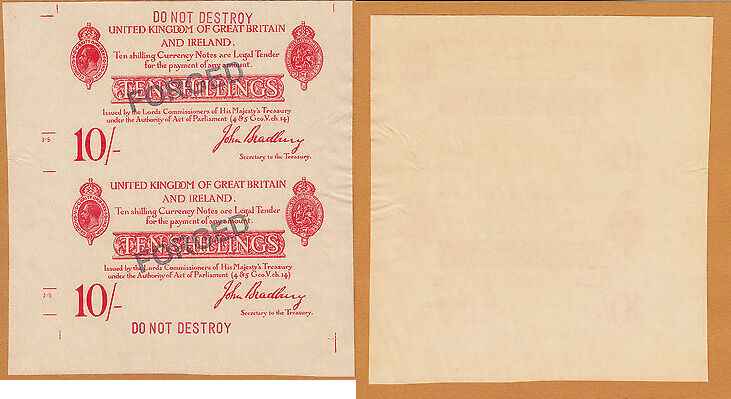 DO NOT DESTROY
UNITED KINGDOM OF GREAT BRITAIN
AND IRELAND.
Ten shilling Currency Notes are Legal Tender
for the payment of any amount.
TEN SHILLINGS
FORGED
Issued by the Lords Commissioners of His Majesty's Treasury
under the Authority of Act of Parliament (4 & 5 Geo.V. ch.14)
10/-
John Bradbury
Secretary to the Treasury.
UNITED KINGDOM OF GREAT BRITAIN
AND IRELAND.
Ten shilling Currency Notes are Legal Tender
for the payment of any amount.
TEN SHILLINGS
FORGED
Issued by the Lords Commissioners of His Majesty's Treasury
under the Authority of Act of Parliament (4 & 5 Geo.V. ch.14)
10/-
John Bradbury
Secretary to the Treasury.
DO NOT DESTROY